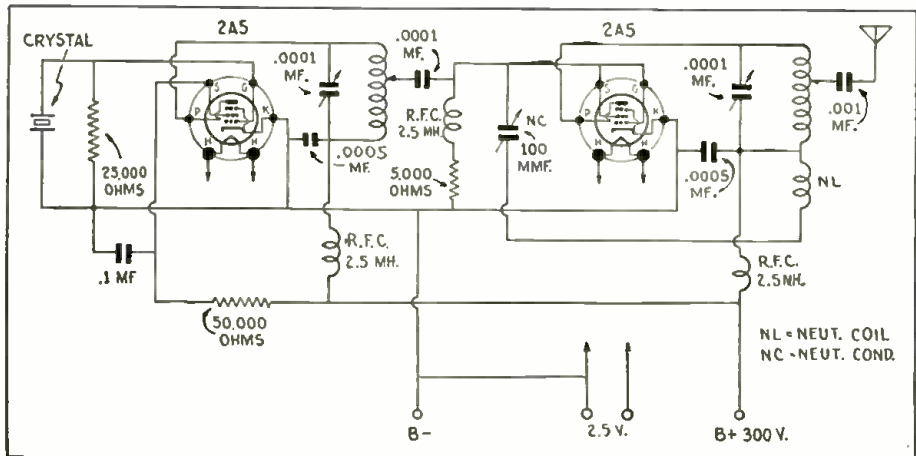 CRYSTAL
2A5
.0001
MF.
.0001
MF.
2A5
.0001
MF.
.001
MF.
S
G
P
K
H
H
25,000
OHMS
.0005
MF.
R.F.C.
2.5 MH.
5,000
OHMS
NC
100
MMF.
S
G
P
K
H
H
.0005
MF.
NL
.1 MF
R.F.C.
2.5 MH.
R.F.C.
2.5 MH.
50,000
OHMS
NL = NEUT. COIL
NC - NEUT. COND.
B-
2.5 V.
B+ 300 V.